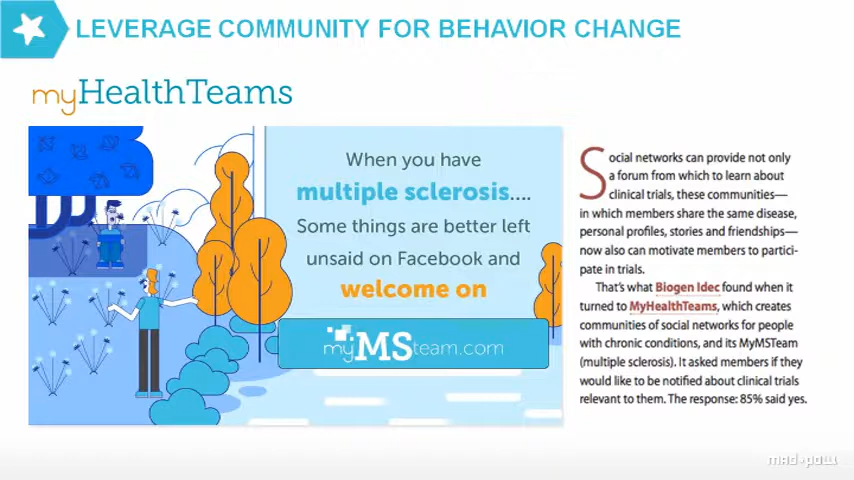 LEVERAGE COMMUNITY FOR BEHAVIOR CHANGE
myHealthTeams
When you have
multiple sclerosis....
Some things are better left
unsaid on Facebook and
welcome on
myMSteam.com
Social networks can provide not only
a forum from which to learn about
clinical trials, these communities—
in which members share the same disease,
personal profiles, stories and friendships—
now also can motivate members to partici-
pate in trials.
That's what Biogen Idec found when it
turned to MyHealthTeams, which creates
communities of social networks for people
with chronic conditions, and its MyMSTeam
(multiple sclerosis). It asked members if they
would like to be notified about clinical trials
relevant to them. The response: 85% said yes.
mad*pow